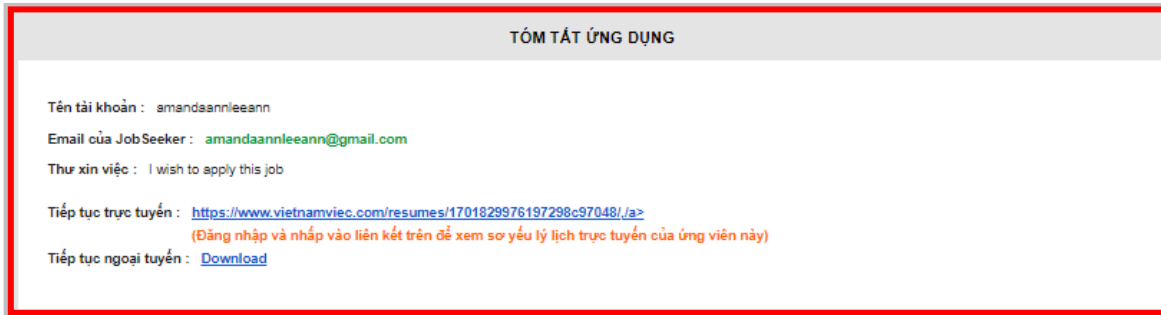 TÓM TẮT ỨNG DỤNG
Tên tài khoản : amandaannleeann
Email của JobSeeker : amandaannleeann@gmail.com
Thư xin việc : I wish to apply this job
Tiếp tục trực tuyến : https://www.vietnamviec.com/resumes/1701829976197298c97048/,/a>
(Đăng nhập và nhấp vào liên kết trên để xem sơ yếu lý lịch trực tuyến của ứng viên này)
Tiếp tục ngoại tuyến : Download